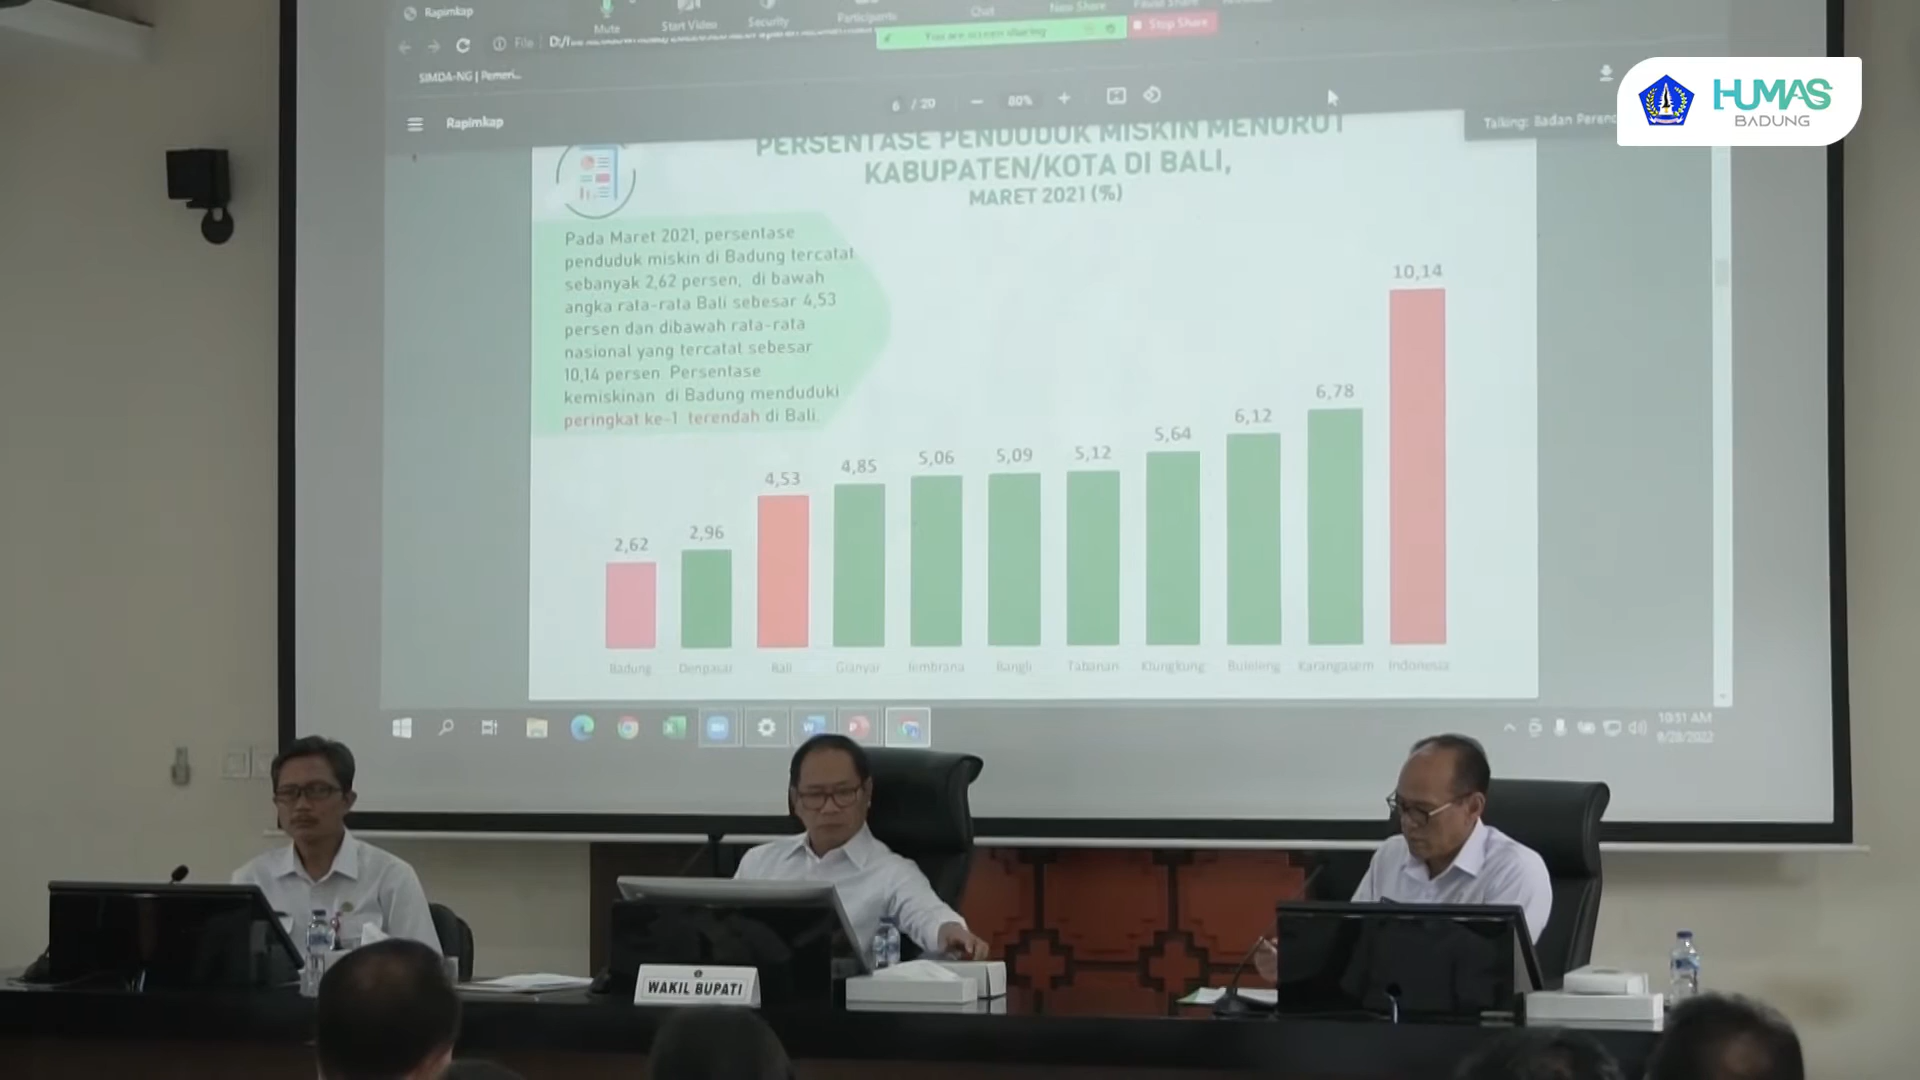 Rapimkap
Mute
Start Video
Security
Participants
Chat
New Share
Pause Share
File
You are screen sharing
Stop Share
SIMDA-NG | Pemeri...
Rapimkap
6 / 20
80%
Talking: Badan Perenc
HUMAS
BADUNG
PERSENTASE PENDUDUK MISKIN MENURUT
KABUPATEN/KOTA DI BALI,
MARET 2021 (%)
Pada Maret 2021, persentase
penduduk miskin di Badung tercatat
sebanyak 2,62 persen, di bawah
angka rata-rata Bali sebesar 4,53
persen dan dibawah rata-rata
nasional yang tercatat sebesar
10,14 persen. Persentase
kemiskinan di Badung menduduki
peringkat ke-1 terendah di Bali.
2,62
2,96
4,53
4,85
5,06
5,09
5,12
5,64
6,12
6,78
10,14
Badung
Denpasar
Bali
Gianyar
Jembrana
Bangli
Tabanan
Klungkung
Buleleng
Karangasem
Indonesia
10:51 AM
8/28/2022
WAKIL BUPATI